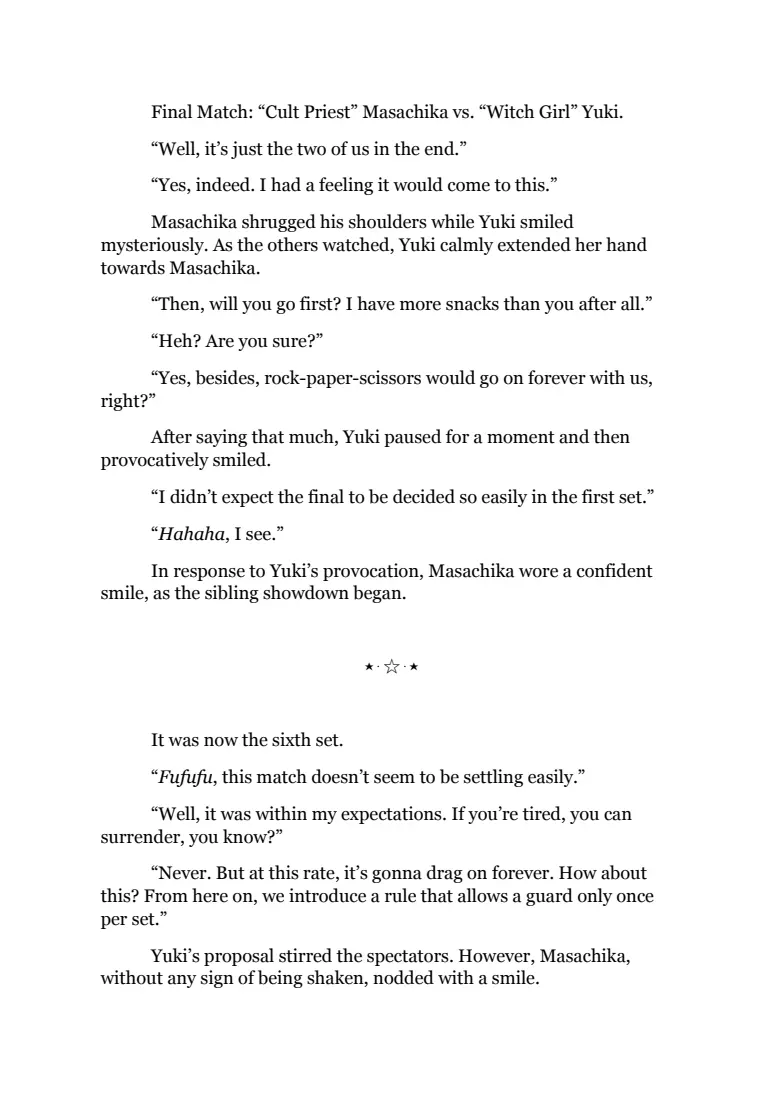 Final Match: “Cult Priest” Masachika vs. “Witch Girl” Yuki.
“Well, it’s just the two of us in the end.”
“Yes, indeed. I had a feeling it would come to this.”
Masachika shrugged his shoulders while Yuki smiled
mysteriously. As the others watched, Yuki calmly extended her hand
towards Masachika.
“Then, will you go first? I have more snacks than you after all.”
“Heh? Are you sure?”
“Yes, besides, rock-paper-scissors would go on forever with us,
right?”
After saying that much, Yuki paused for a moment and then
provocatively smiled.
“I didn’t expect the final to be decided so easily in the first set.”
“Hahaha, I see.”
In response to Yuki’s provocation, Masachika wore a confident
smile, as the sibling showdown began.
⋆·☆·⋆
It was now the sixth set.
“Fufufu, this match doesn’t seem to be settling easily.”
“Well, it was within my expectations. If you’re tired, you can
surrender, you know?”
“Never. But at this rate, it’s gonna drag on forever. How about
this? From here on, we introduce a rule that allows a guard only once
per set.”
Yuki’s proposal stirred the spectators. However, Masachika,
without any sign of being shaken, nodded with a smile.